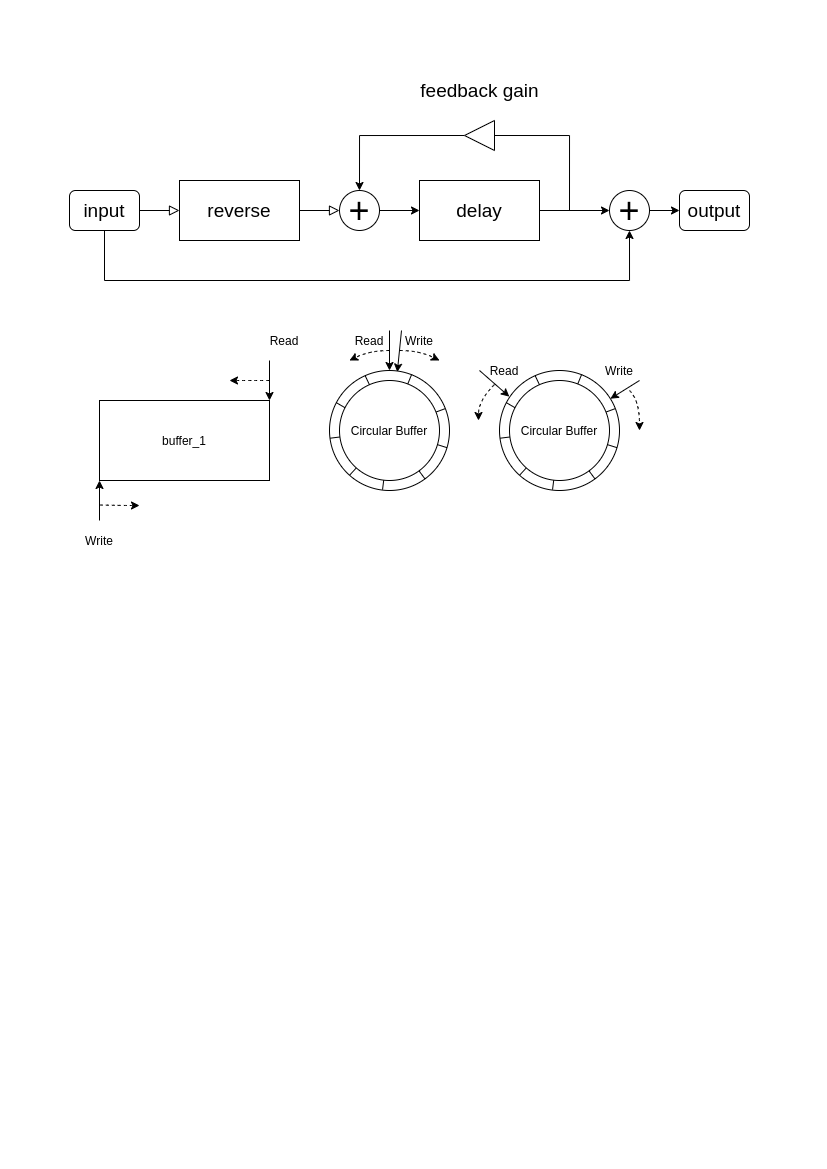 feedback gain
input
reverse
+
delay
+
output
Read
Read
Write
Read
Write
buffer_1
Circular Buffer
Circular Buffer
Write